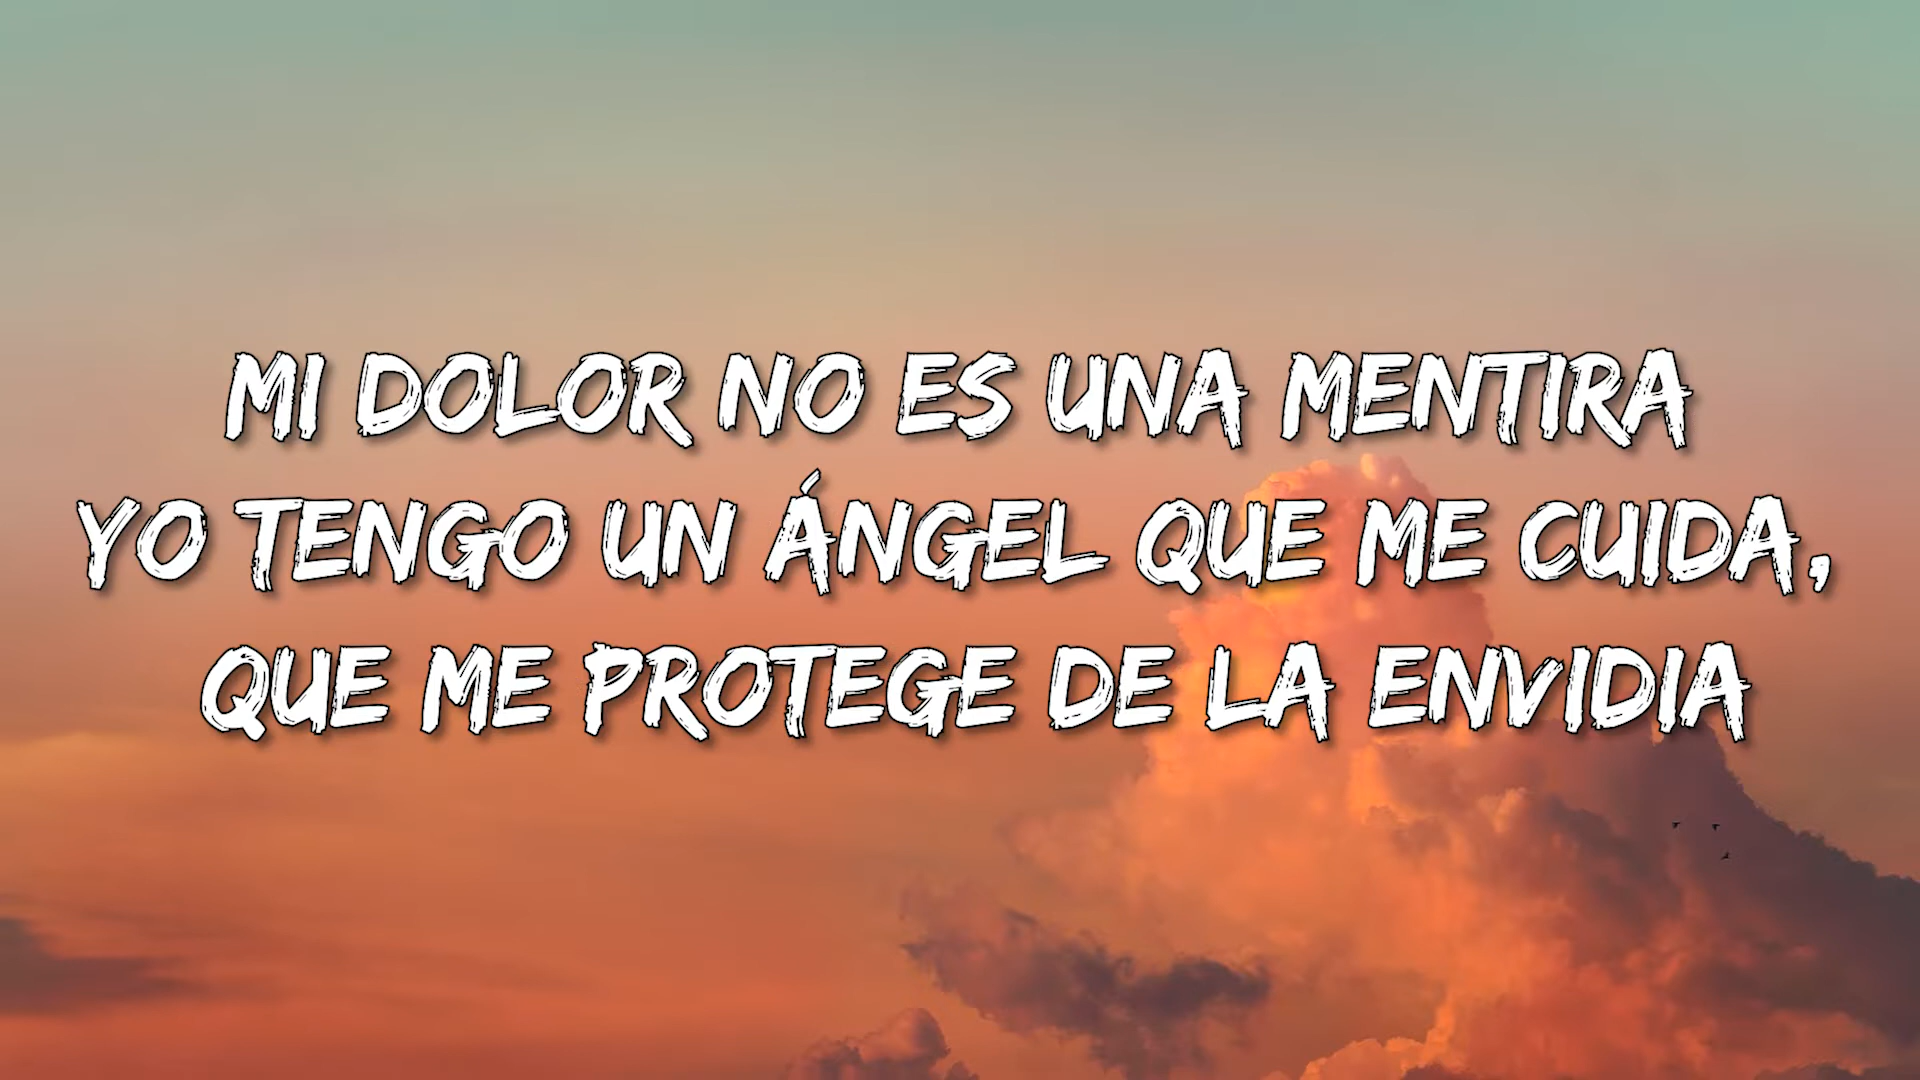 MI DOLOR NO ES UNA MENTIRA
YO TENGO UN ÁNGEL QUE ME CUIDA,
QUE ME PROTEGE DE LA ENVIDIA